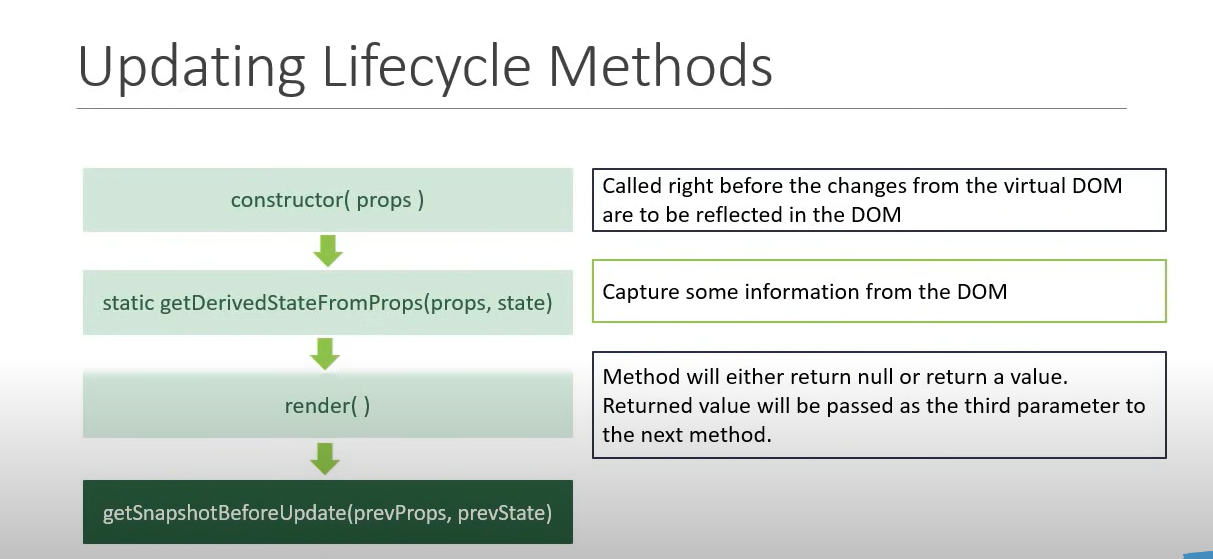 Updating Lifecycle Methods
constructor( props )
Called right before the changes from the virtual DOM
are to be reflected in the DOM
static getDerivedStateFromProps(props, state)
Capture some information from the DOM
render( )
Method will either return null or return a value.
Returned value will be passed as the third parameter to
the next method.
getSnapshotBeforeUpdate(prevProps, prevState)